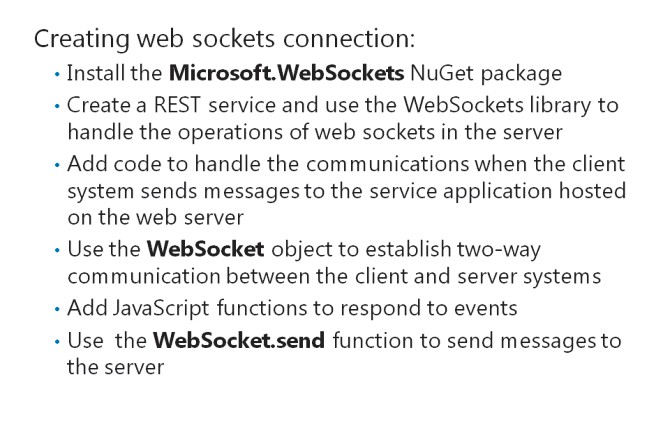 Creating web sockets connection:
• Install the Microsoft.WebSockets NuGet package
• Create a REST service and use the WebSockets library to
handle the operations of web sockets in the server
• Add code to handle the communications when the client
system sends messages to the service application hosted
on the web server
• Use the WebSocket object to establish two-way
communication between the client and server systems
• Add JavaScript functions to respond to events
• Use the WebSocket.send function to send messages to
the server